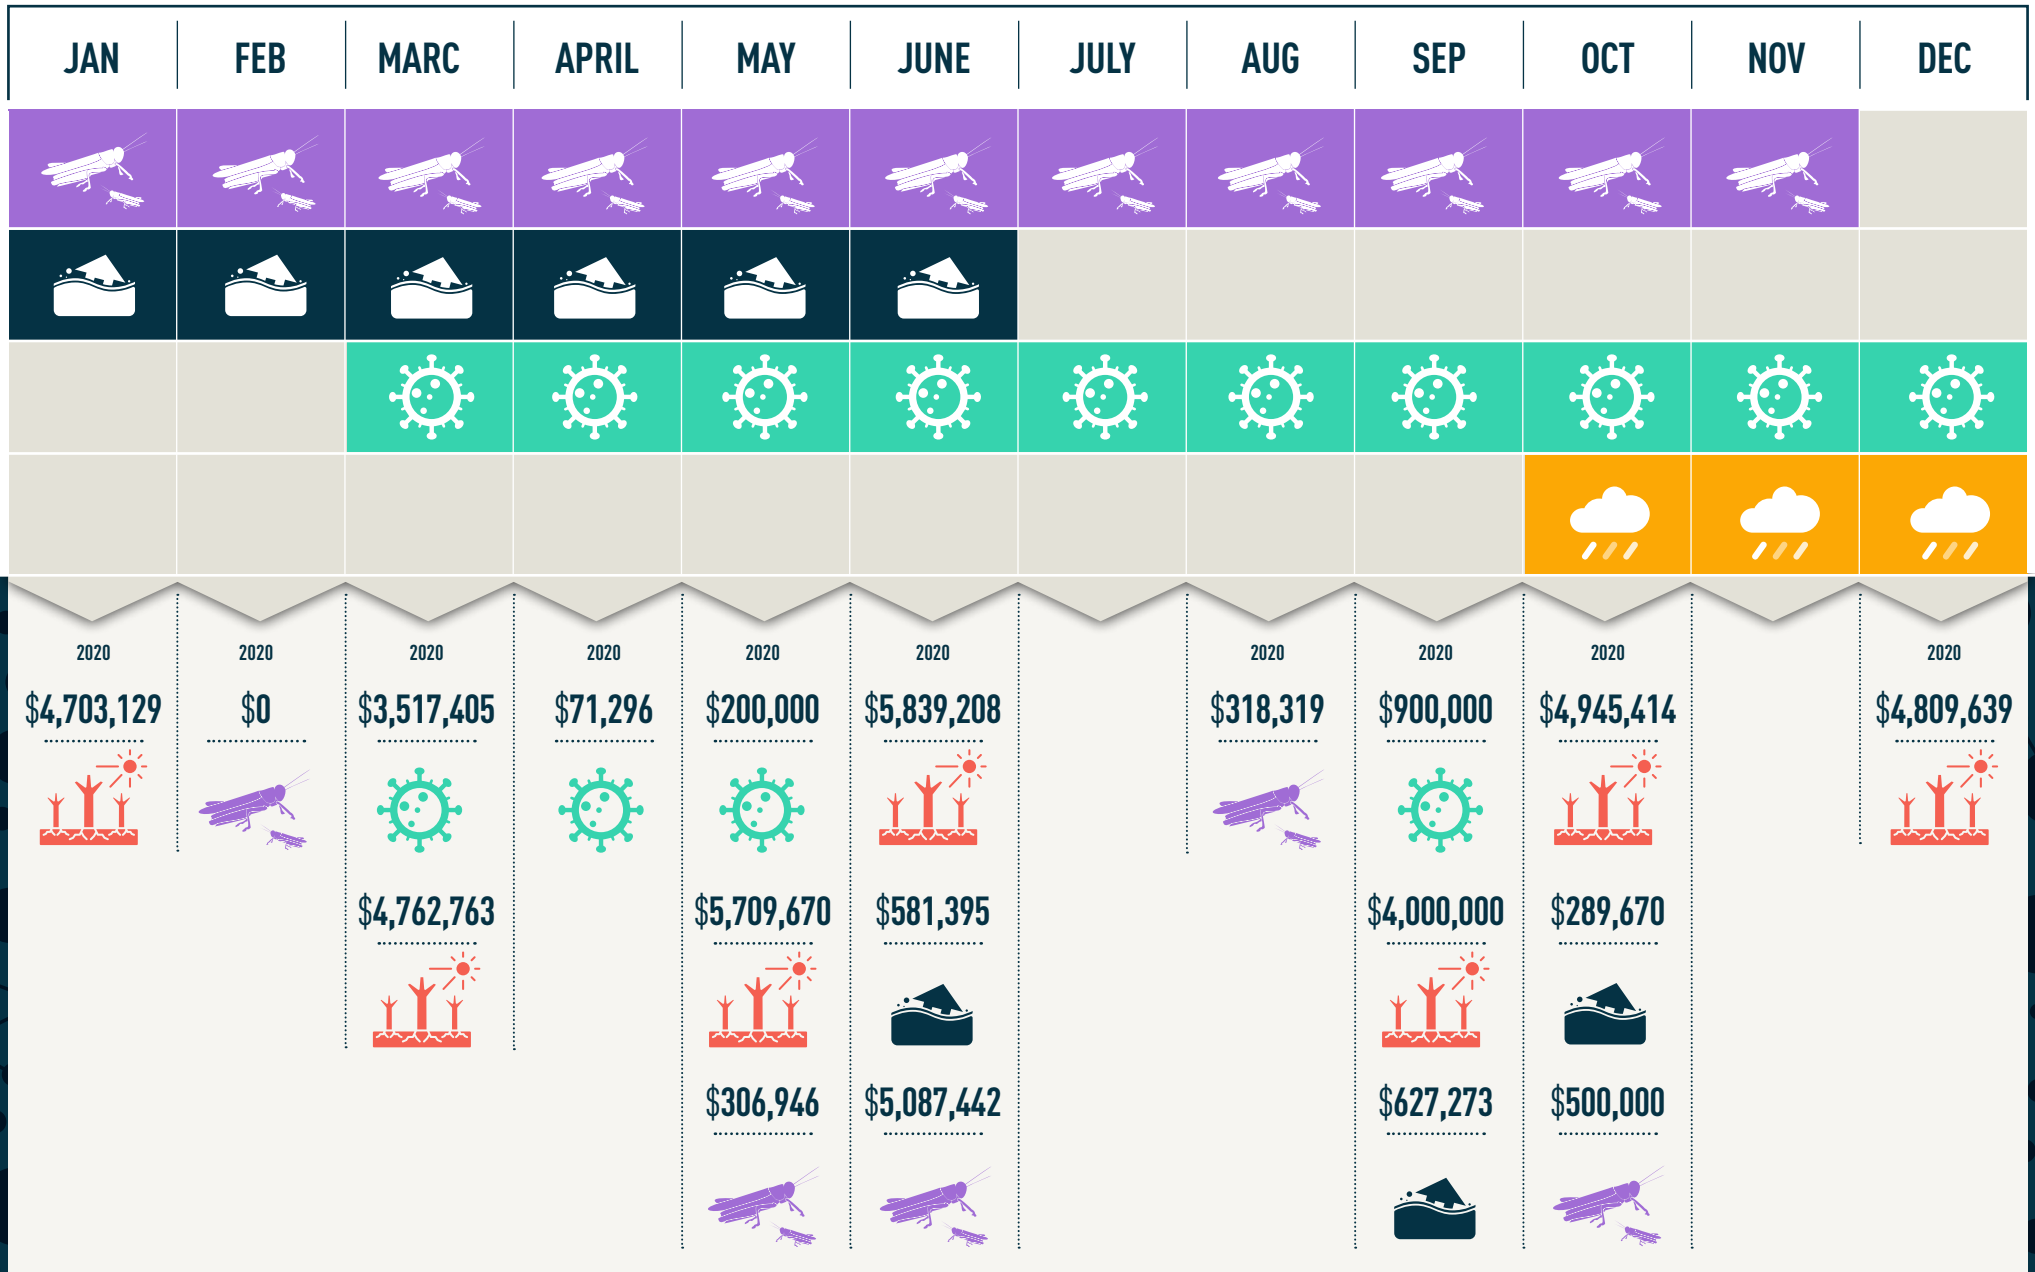 JAN FEB MARC APRIL MAY JUNE JULY AUG SEP OCT NOV DEC
2020 2020 2020 2020 2020 2020 2020 2020 2020 2020
$4,703,129 $0 $3,517,405 $71,296 $200,000 $5,839,208 $318,319 $900,000 $4,945,414 $4,809,639
$4,762,763 $5,709,670 $581,395 $4,000,000 $289,670
$306,946 $5,087,442 $627,273 $500,000